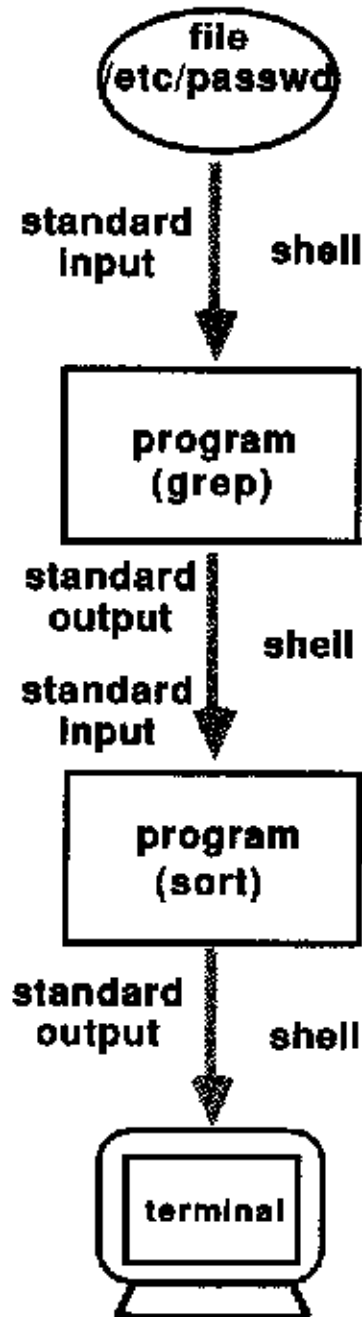 file
/etc/passwd
standard
input
shell
program
(grep)
standard
output
shell
standard
input
program
(sort)
standard
output
shell
terminal